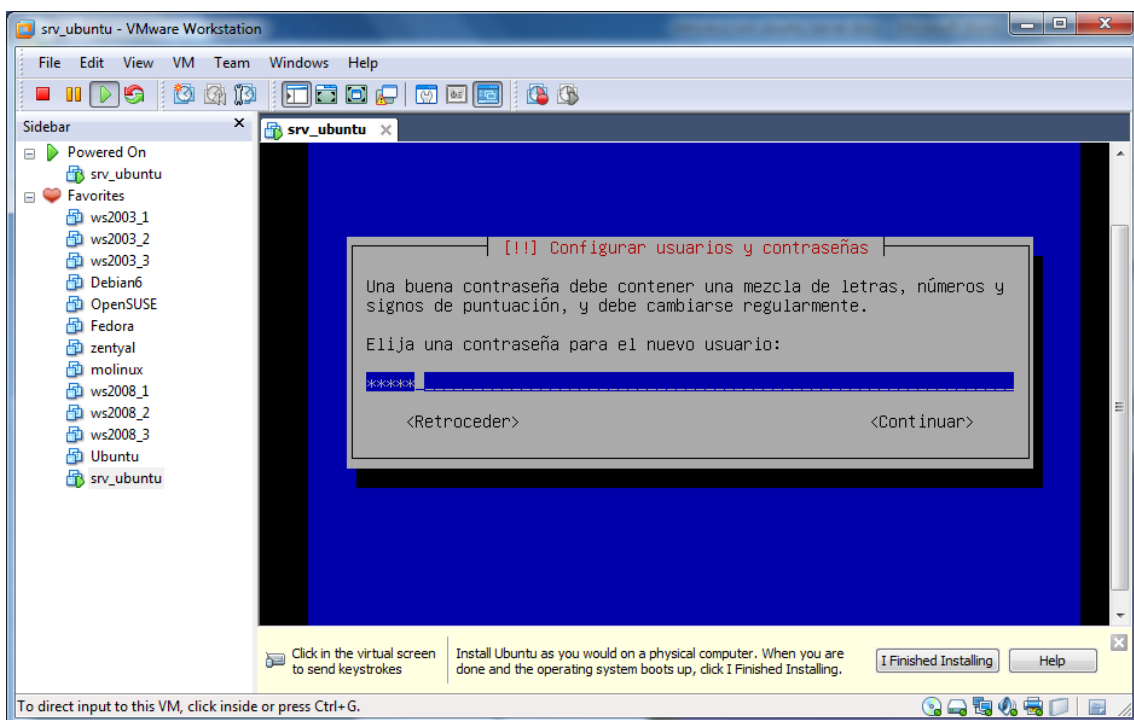 srv_ubuntu - VMware Workstation
File Edit View VM Team Windows Help
Sidebar
srv_ubuntu
Powered On
srv_ubuntu
Favorites
ws2003_1
ws2003_2
ws2003_3
Debian6
OpenSUSE
Fedora
zentyal
molinux
ws2008_1
ws2008_2
ws2008_3
Ubuntu
srv_ubuntu
[!!] Configurar usuarios y contraseñas
Una buena contraseña debe contener una mezcla de letras, números y
signos de puntuación, y debe cambiarse regularmente.
Elija una contraseña para el nuevo usuario:
*****
<Retroceder> <Continuar>
Click in the virtual screen
to send keystrokes
Install Ubuntu as you would on a physical computer. When you are
done and the operating system boots up, click I Finished Installing.
I Finished Installing
Help
To direct input to this VM, click inside or press Ctrl+G.